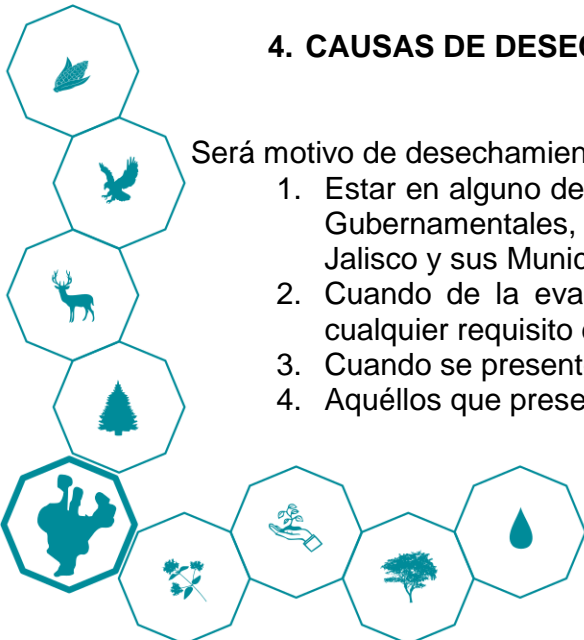 4. CAUSAS DE DESEC
Será motivo de desechamien
1. Estar en alguno de
Gubernamentales,
Jalisco y sus Munic
2. Cuando de la eva
cualquier requisito
3. Cuando se present
4. Aquéllos que prese